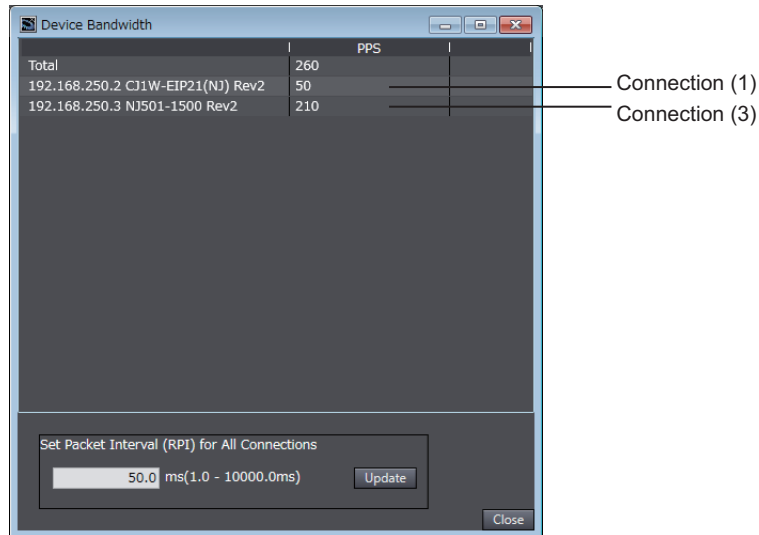 Device Bandwidth
PPS
Total 260
192.168.250.2 CJ1W-EIP21(NJ) Rev2 50
Connection (1)
192.168.250.3 NJ501-1500 Rev2 210
Connection (3)
Set Packet Interval (RPI) for All Connections
50.0 ms(1.0 - 10000.0ms) Update
Close